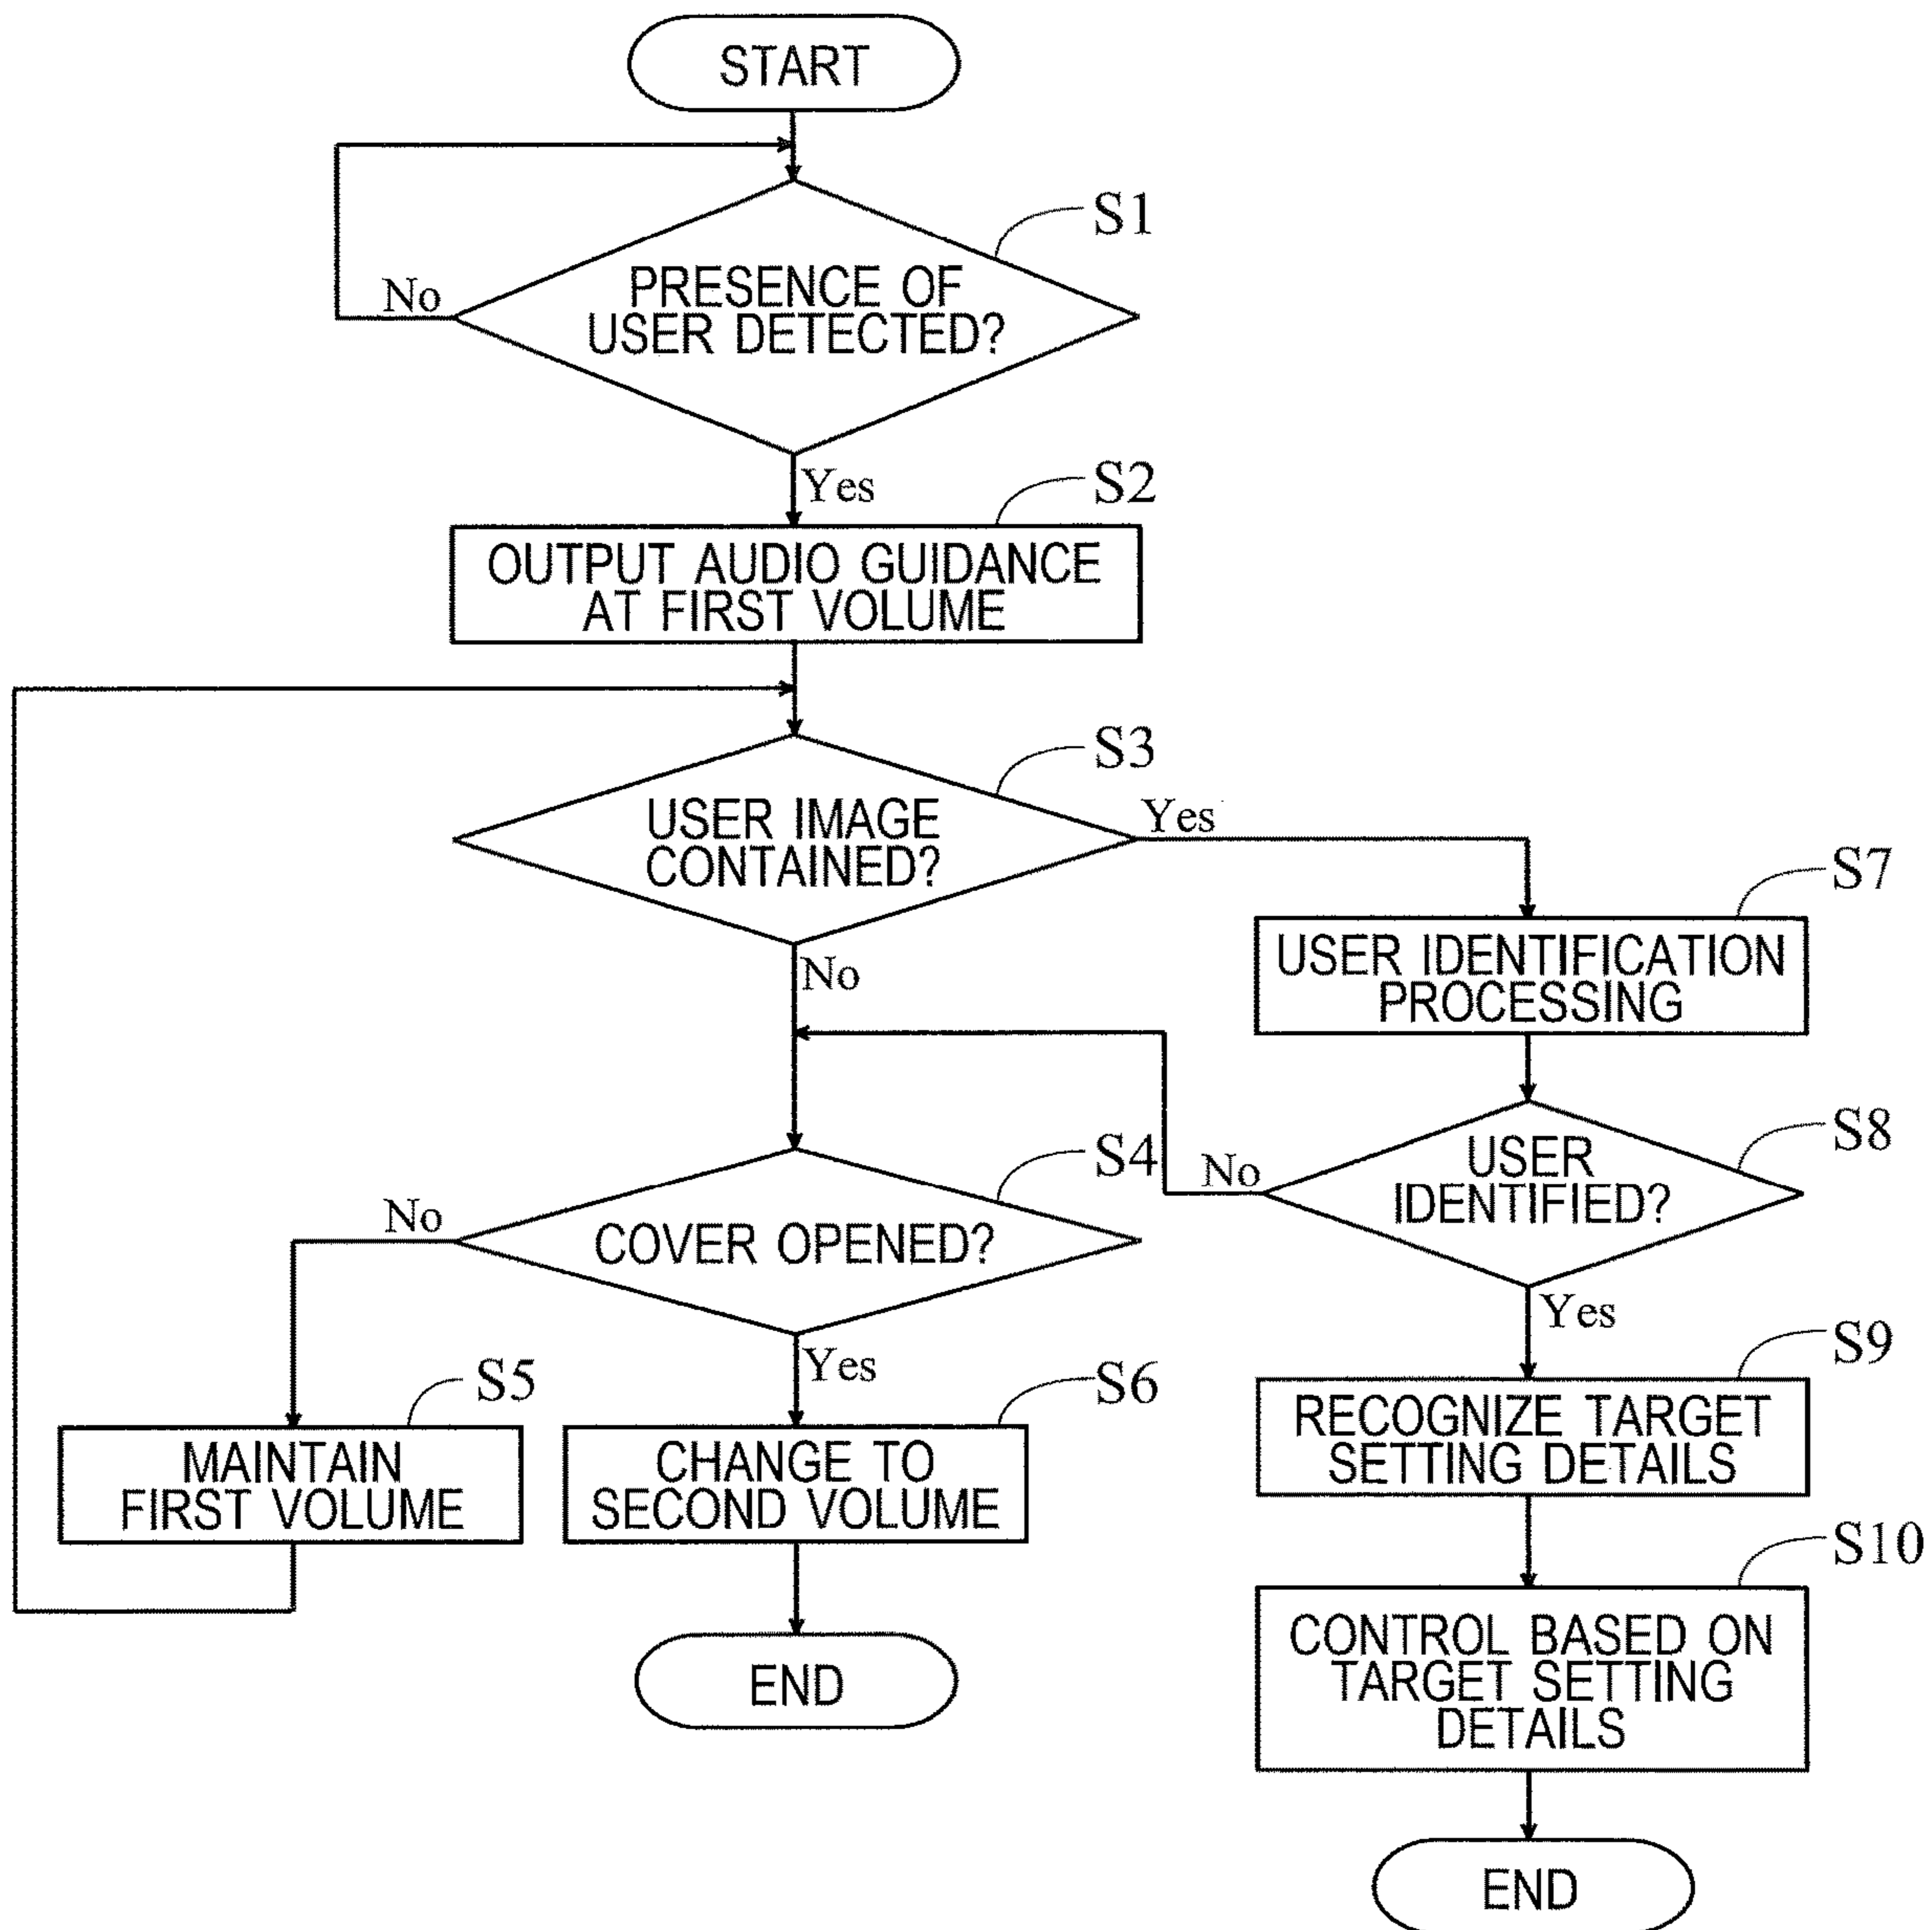 START
S1
PRESENCE OF
USER DETECTED?
No
Yes
S2
OUTPUT AUDIO GUIDANCE
AT FIRST VOLUME
S3
USER IMAGE
CONTAINED?
Yes
No
S7
USER IDENTIFICATION
PROCESSING
S4
COVER OPENED?
No
Yes
S8
USER
IDENTIFIED?
No
Yes
S5
MAINTAIN
FIRST VOLUME
S6
CHANGE TO
SECOND VOLUME
END
S9
RECOGNIZE TARGET
SETTING DETAILS
S10
CONTROL BASED ON
TARGET SETTING
DETAILS
END